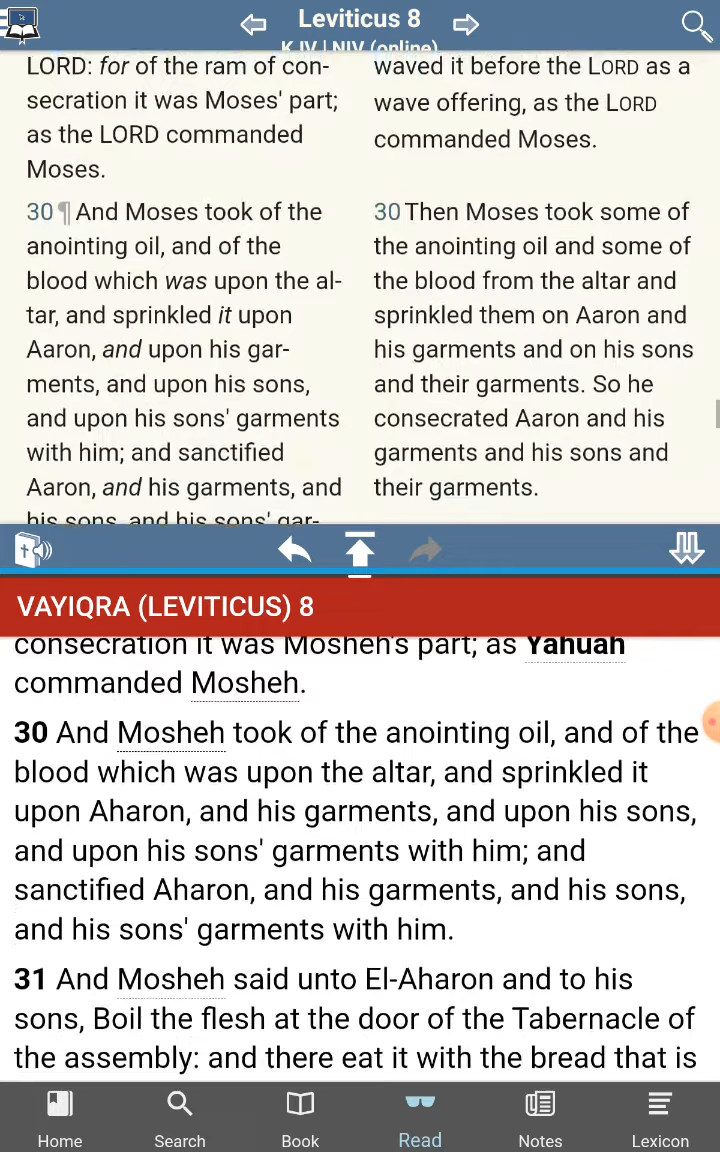 Leviticus 8
KJV | NIV (online)
LORD: for of the ram of con-
secration it was Moses' part;
as the LORD commanded
Moses.
30 ¶ And Moses took of the
anointing oil, and of the
blood which was upon the al-
tar, and sprinkled it upon
Aaron, and upon his gar-
ments, and upon his sons,
and upon his sons' garments
with him; and sanctified
Aaron, and his garments, and
his sons, and his sons' gar-
waved it before the LORD as a
wave offering, as the LORD
commanded Moses.
30 Then Moses took some of
the anointing oil and some of
the blood from the altar and
sprinkled them on Aaron and
his garments and on his sons
and their garments. So he
consecrated Aaron and his
garments and his sons and
their garments.
VAYIQRA (LEVITICUS) 8
consecration it was Mosheh's part; as Yahuah
commanded Mosheh.
30 And Mosheh took of the anointing oil, and of the
blood which was upon the altar, and sprinkled it
upon Aharon, and his garments, and upon his sons,
and upon his sons' garments with him; and
sanctified Aharon, and his garments, and his sons,
and his sons' garments with him.
31 And Mosheh said unto El-Aharon and to his
sons, Boil the flesh at the door of the Tabernacle of
the assembly: and there eat it with the bread that is
Home Search Book Read Notes Lexicon